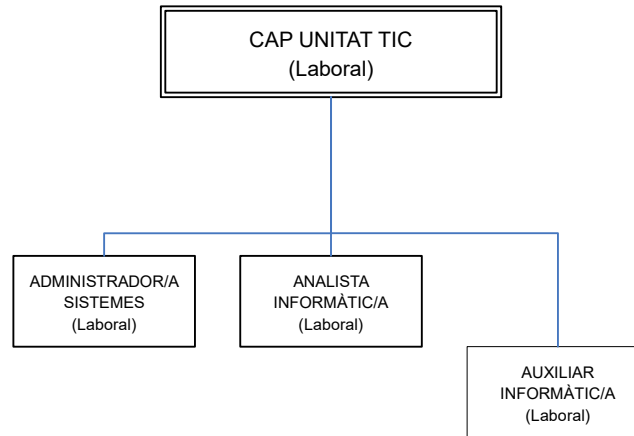 CAP UNITAT TIC
(Laboral)
ADMINISTRADOR/A
SISTEMES
(Laboral)
ANALISTA
INFORMÀTIC/A
(Laboral)
AUXILIAR
INFORMÀTIC/A
(Laboral)